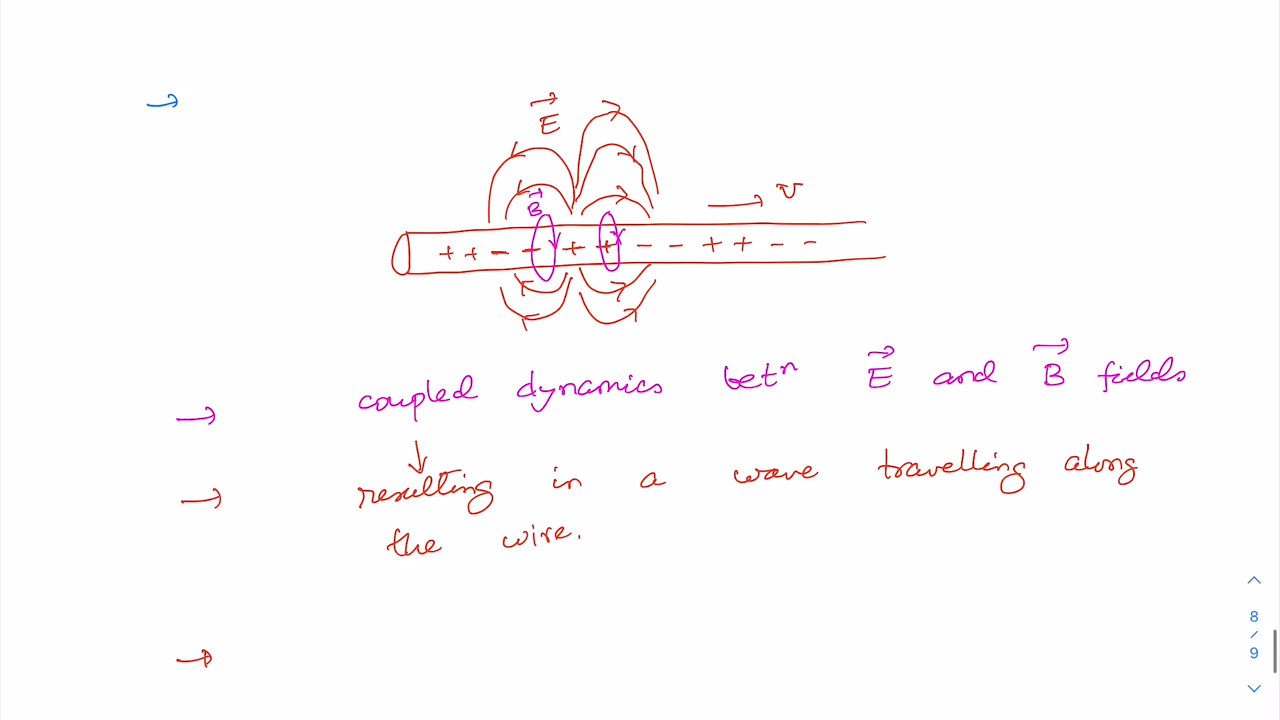 E
B
v
+ + - - + + - - + + - -
coupled dynamics betn E and B fields
resulting in a wave travelling along
the wire.
8
/
9